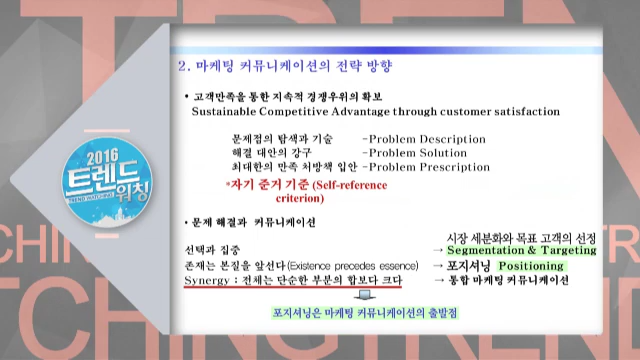 2. 마케팅 커뮤니케이션의 전략 방향
• 고객만족을 통한 지속적 경쟁우위의 확보
Sustainable Competitive Advantage through customer satisfaction
문제점의 탐색과 기술 -Problem Description
해결 대안의 강구 -Problem Solution
최대한의 만족 처방책 입안 -Problem Prescription
*자기 준거 기준 (Self-reference
criterion)
• 문제 해결과 커뮤니케이션
시장 세분화와 목표 고객의 선정
선택과 집중 → Segmentation & Targeting
존재는 본질을 앞선다(Existence precedes essence) → 포지셔닝 Positioning
Synergy : 전체는 단순한 부분의 합보다 크다 → 통합 마케팅 커뮤니케이션
포지셔닝은 마케팅 커뮤니케이션의 출발점
2016
트렌드
워칭
TREND WATCHING
TREN
CHIN
TRE
TCHINGTREND